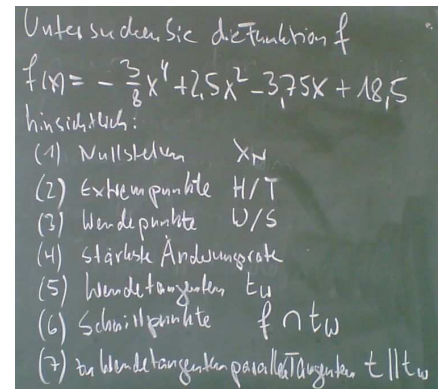 Untersuchen Sie die Funktion f
f(x) = - 3/8 x⁴ + 2,5x² - 3,75x + 18,5
hinsichtlich:
(1) Nullstellen x_N
(2) Extrempunkte H/T
(3) Wendepunkte W/S
(4) stärkste Änderungsrate
(5) Wendetangenten t_W
(6) Schnittpunkte f ∩ t_W
(7) zu Wendetangenten parallele Tangenten t || t_W